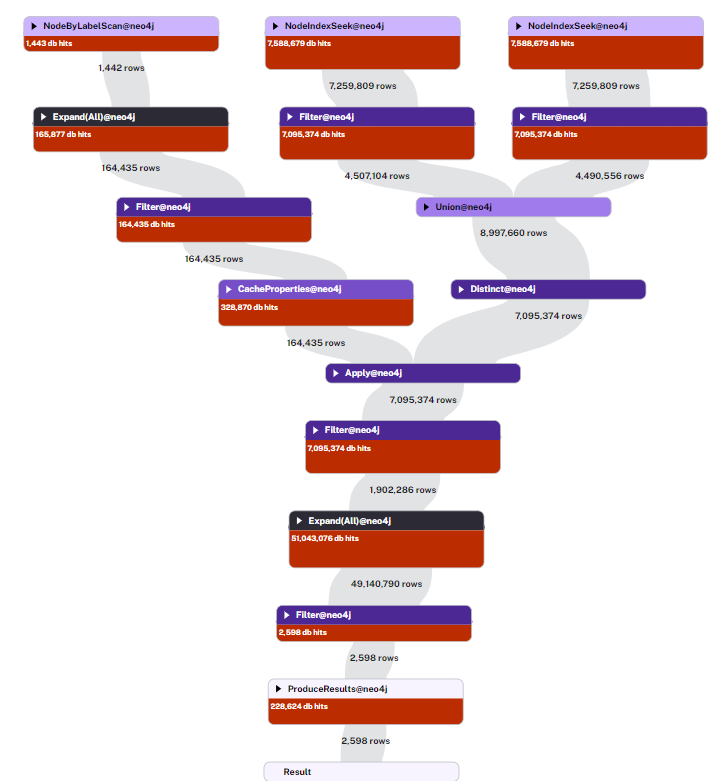 NodeByLabelScan@neo4j
1,443 db hits
1,442 rows
NodeIndexSeek@neo4j
7,588,679 db hits
7,259,809 rows
NodeIndexSeek@neo4j
7,588,679 db hits
7,259,809 rows
Expand(All)@neo4j
165,877 db hits
164,435 rows
Filter@neo4j
7,095,374 db hits
4,507,104 rows
Filter@neo4j
7,095,374 db hits
4,490,556 rows
Filter@neo4j
164,435 db hits
164,435 rows
Union@neo4j
8,997,660 rows
CacheProperties@neo4j
328,870 db hits
164,435 rows
Distinct@neo4j
7,095,374 rows
Apply@neo4j
7,095,374 rows
Filter@neo4j
7,095,374 db hits
1,902,286 rows
Expand(All)@neo4j
51,043,076 db hits
49,140,790 rows
Filter@neo4j
2,598 db hits
2,598 rows
ProduceResults@neo4j
228,624 db hits
2,598 rows
Result